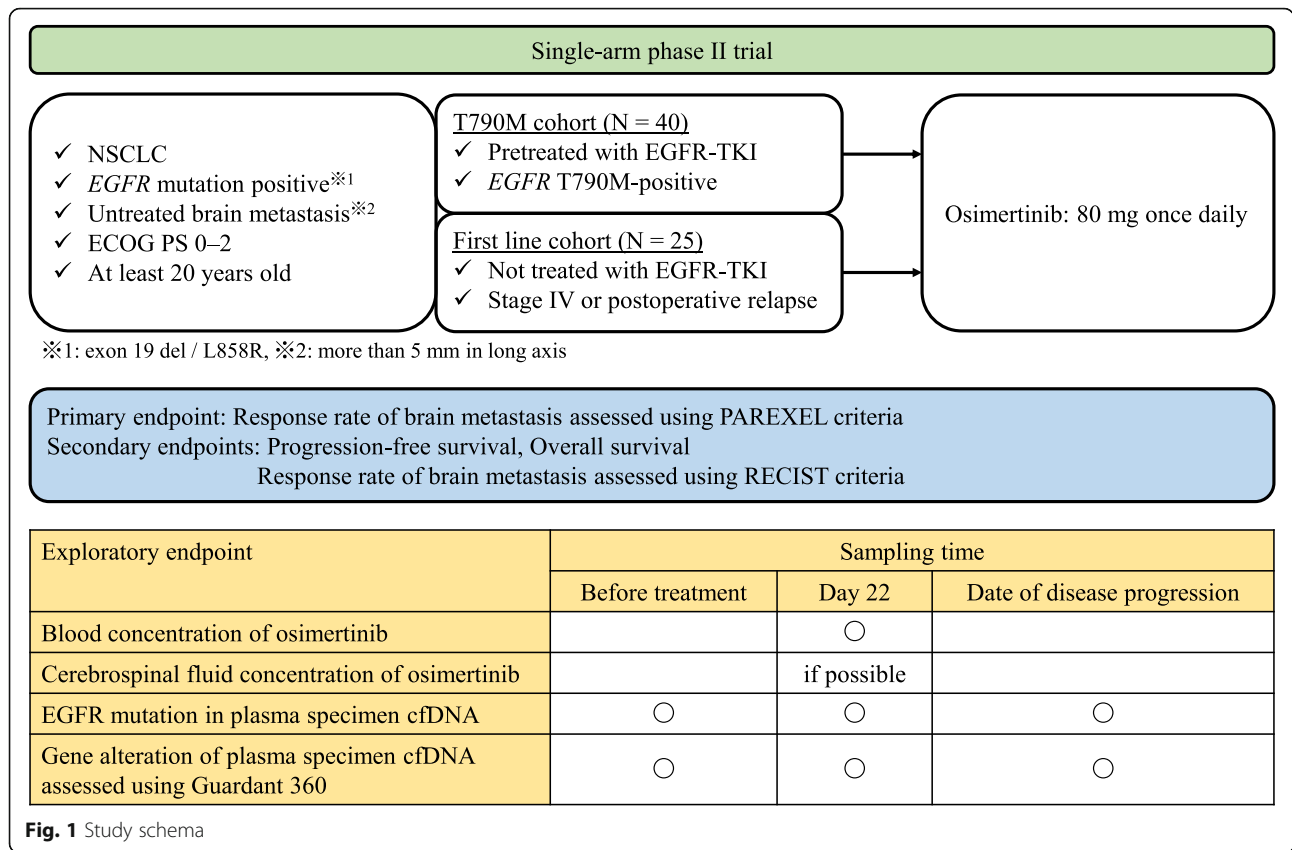 Single-arm phase II trial
✓ NSCLC
✓ EGFR mutation positive※1
✓ Untreated brain metastasis※2
✓ ECOG PS 0–2
✓ At least 20 years old
T790M cohort (N = 40)
✓ Pretreated with EGFR-TKI
✓ EGFR T790M-positive
First line cohort (N = 25)
✓ Not treated with EGFR-TKI
✓ Stage IV or postoperative relapse
Osimertinib: 80 mg once daily
※1: exon 19 del / L858R, ※2: more than 5 mm in long axis
Primary endpoint: Response rate of brain metastasis assessed using PAREXEL criteria
Secondary endpoints: Progression-free survival, Overall survival
Response rate of brain metastasis assessed using RECIST criteria
Exploratory endpoint Sampling time
Before treatment Day 22 Date of disease progression
Blood concentration of osimertinib ○
Cerebrospinal fluid concentration of osimertinib if possible
EGFR mutation in plasma specimen cfDNA ○ ○ ○
Gene alteration of plasma specimen cfDNA
assessed using Guardant 360 ○ ○ ○
Fig. 1 Study schema